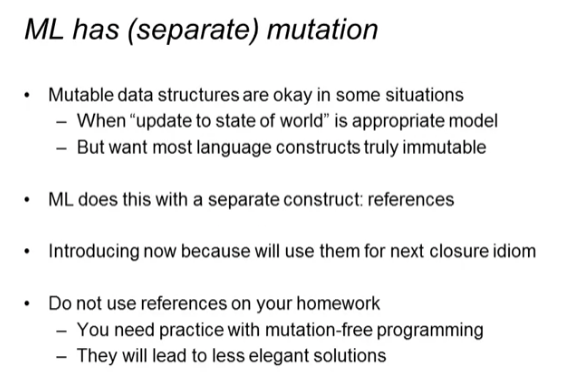 ML has (separate) mutation
• Mutable data structures are okay in some situations
– When “update to state of world” is appropriate model
– But want most language constructs truly immutable
• ML does this with a separate construct: references
• Introducing now because will use them for next closure idiom
• Do not use references on your homework
– You need practice with mutation-free programming
– They will lead to less elegant solutions